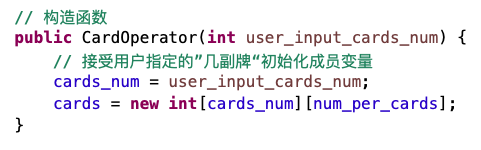 // 构造函数
public CardOperator(int user_input_cards_num) {
// 接受用户指定的”几副牌“初始化成员变量
cards_num = user_input_cards_num;
cards = new int[cards_num][num_per_cards];
}